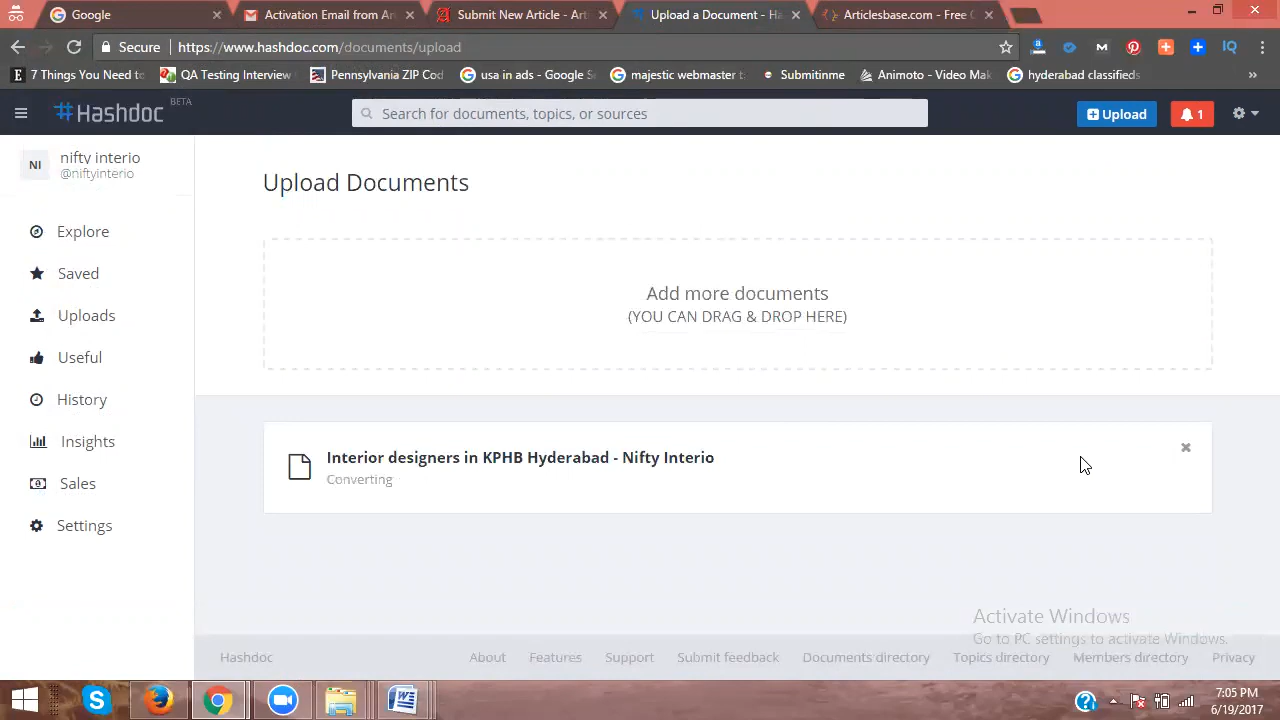 Google
Activation Email from Ar
Submit New Article - Arti
Upload a Document - Ha
Articlesbase.com - Free O
Secure
https://www.hashdoc.com/documents/upload
7 Things You Need to
QA Testing Interview
Pennsylvania ZIP Cod
usa in ads - Google S
majestic webmaster t
Submitinme
Animoto - Video Mak
hyderabad classifieds
»
#Hashdoc
BETA
Search for documents, topics, or sources
Upload
1
NI
nifty interio
@niftyinterio
Explore
Saved
Uploads
Useful
History
Insights
Sales
Settings
Upload Documents
Add more documents
(YOU CAN DRAG & DROP HERE)
Interior designers in KPHB Hyderabad - Nifty Interio
Converting
Activate Windows
Go to PC settings to activate Windows.
Hashdoc
About
Features
Support
Submit feedback
Documents directory
Topics directory
Members directory
Privacy
7:05 PM
6/19/2017